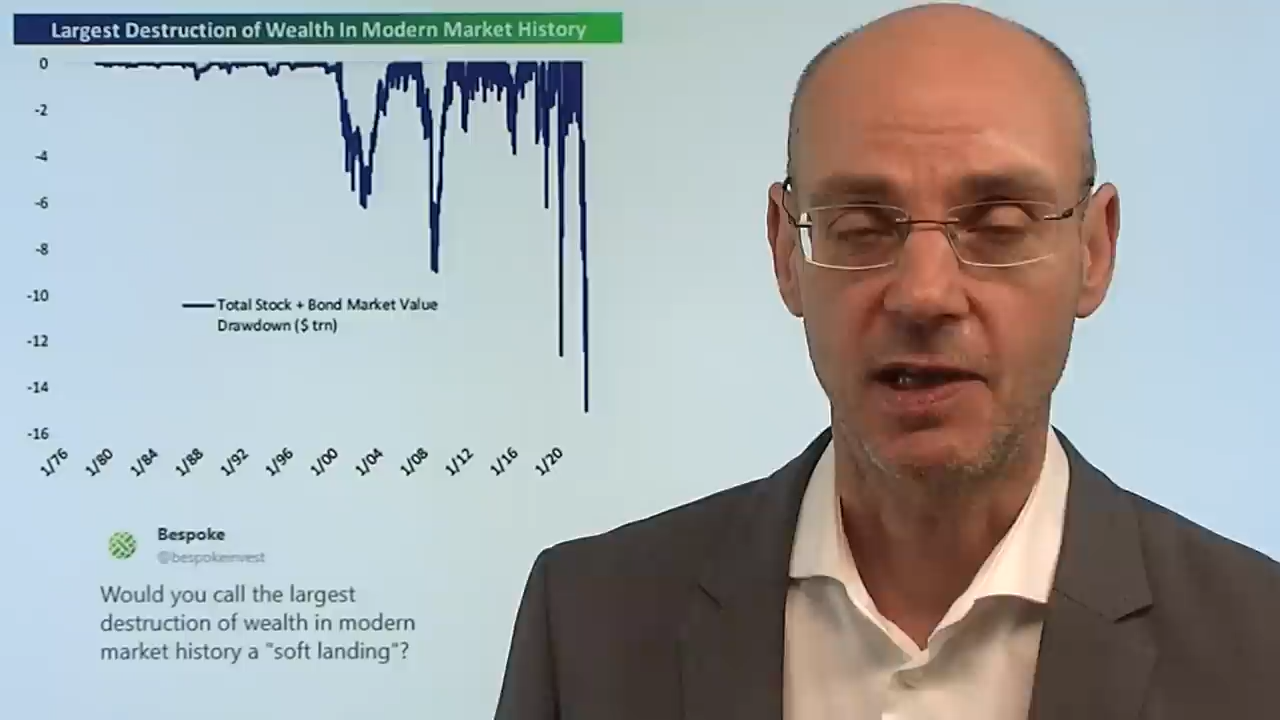 Largest Destruction of Wealth In Modern Market History
0
-2
-4
-6
-8
-10
-12
-14
-16
Total Stock + Bond Market Value
Drawdown ($ trn)
1/76
1/80
1/84
1/88
1/92
1/96
1/00
1/04
1/08
1/12
1/16
1/20
Bespoke
@bespokeinvest
Would you call the largest
destruction of wealth in modern
market history a "soft landing"?